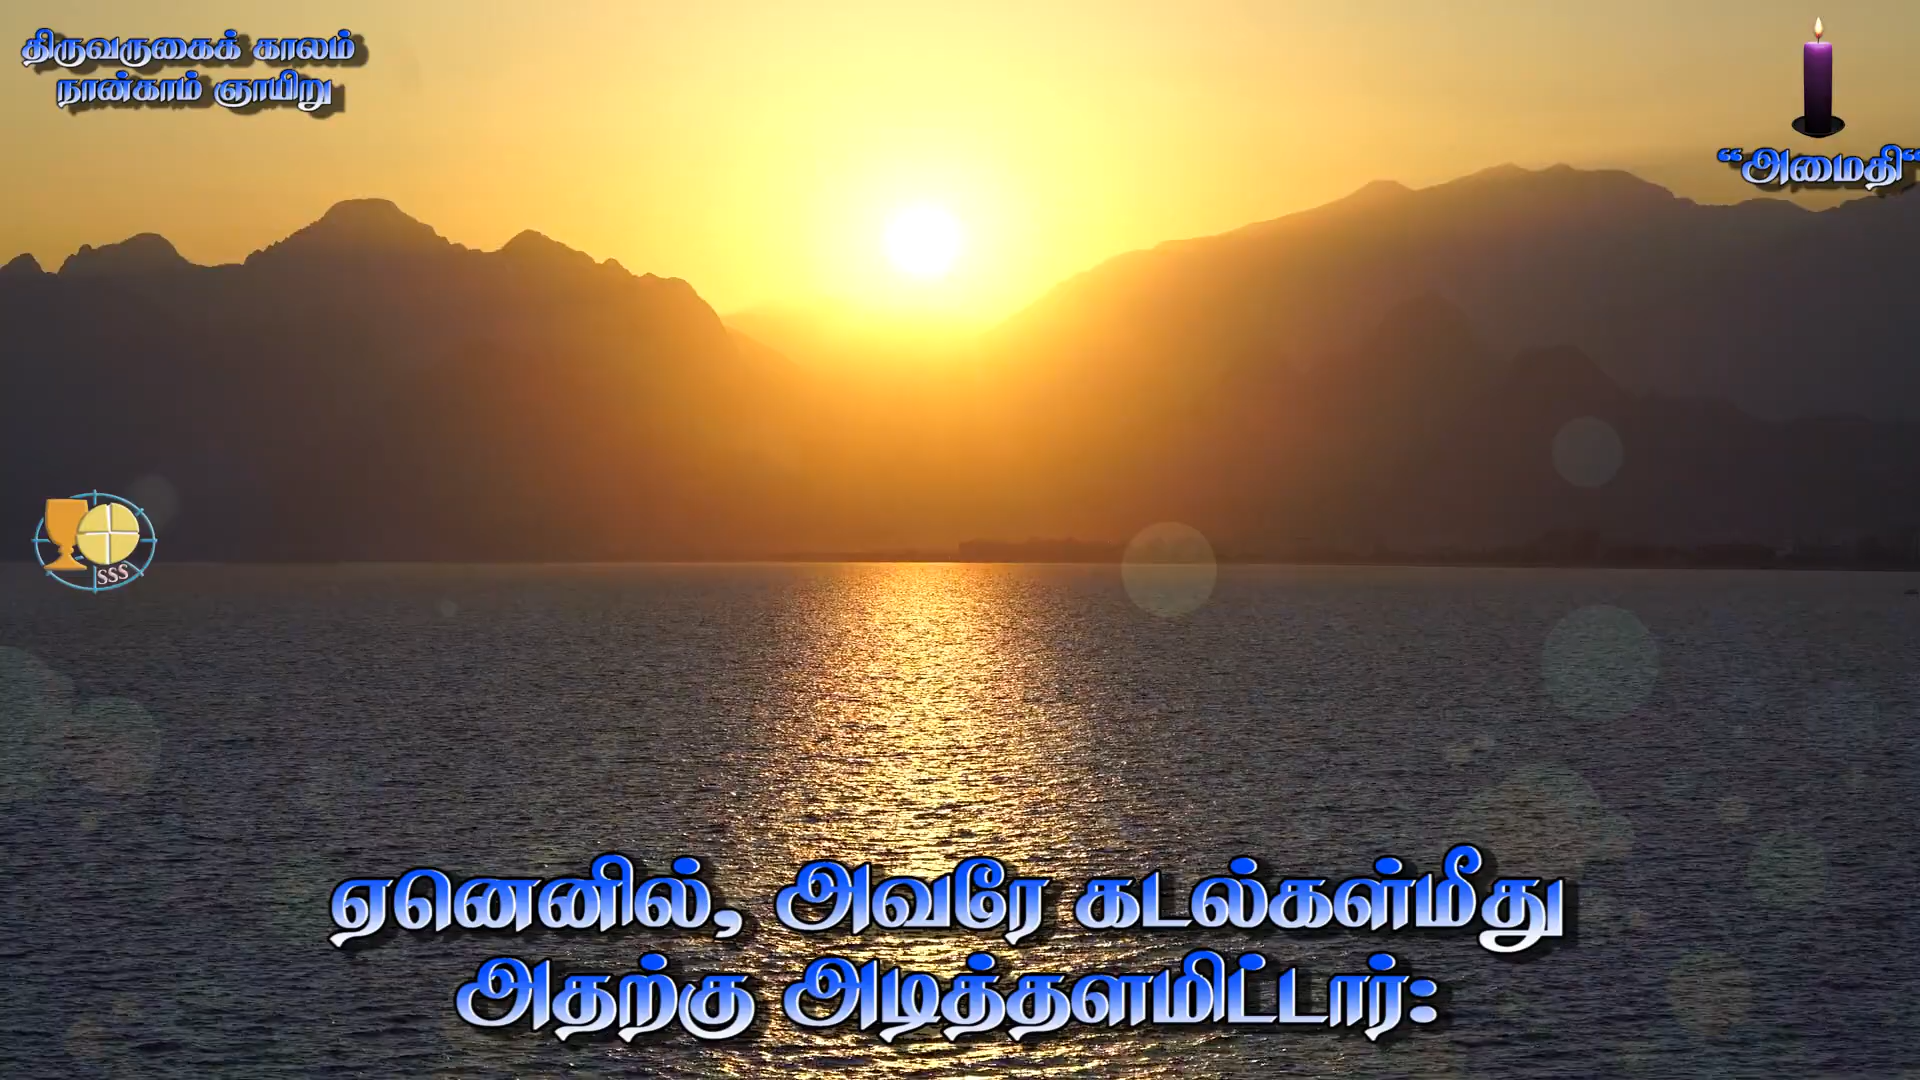 திருவருகைக் காலம்
நான்காம் ஞாயிறு
“அமைதி“
SSS
ஏனெனில், அவரே கடல்கள்மீது
அதற்கு அடித்தளமிட்டார்: